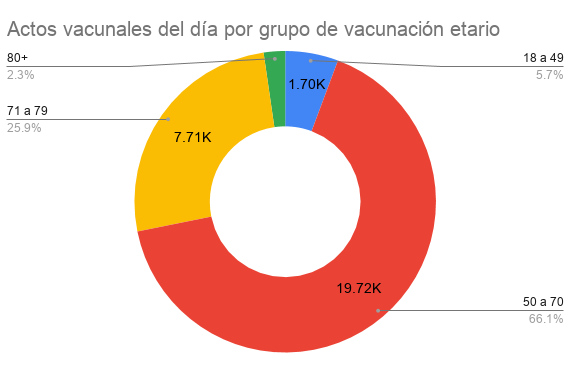 Actos vacunales del día por grupo de vacunación etario
80+
2.3%
18 a 49
5.7%
1.70K
71 a 79
25.9%
7.71K
19.72K
50 a 70
66.1%